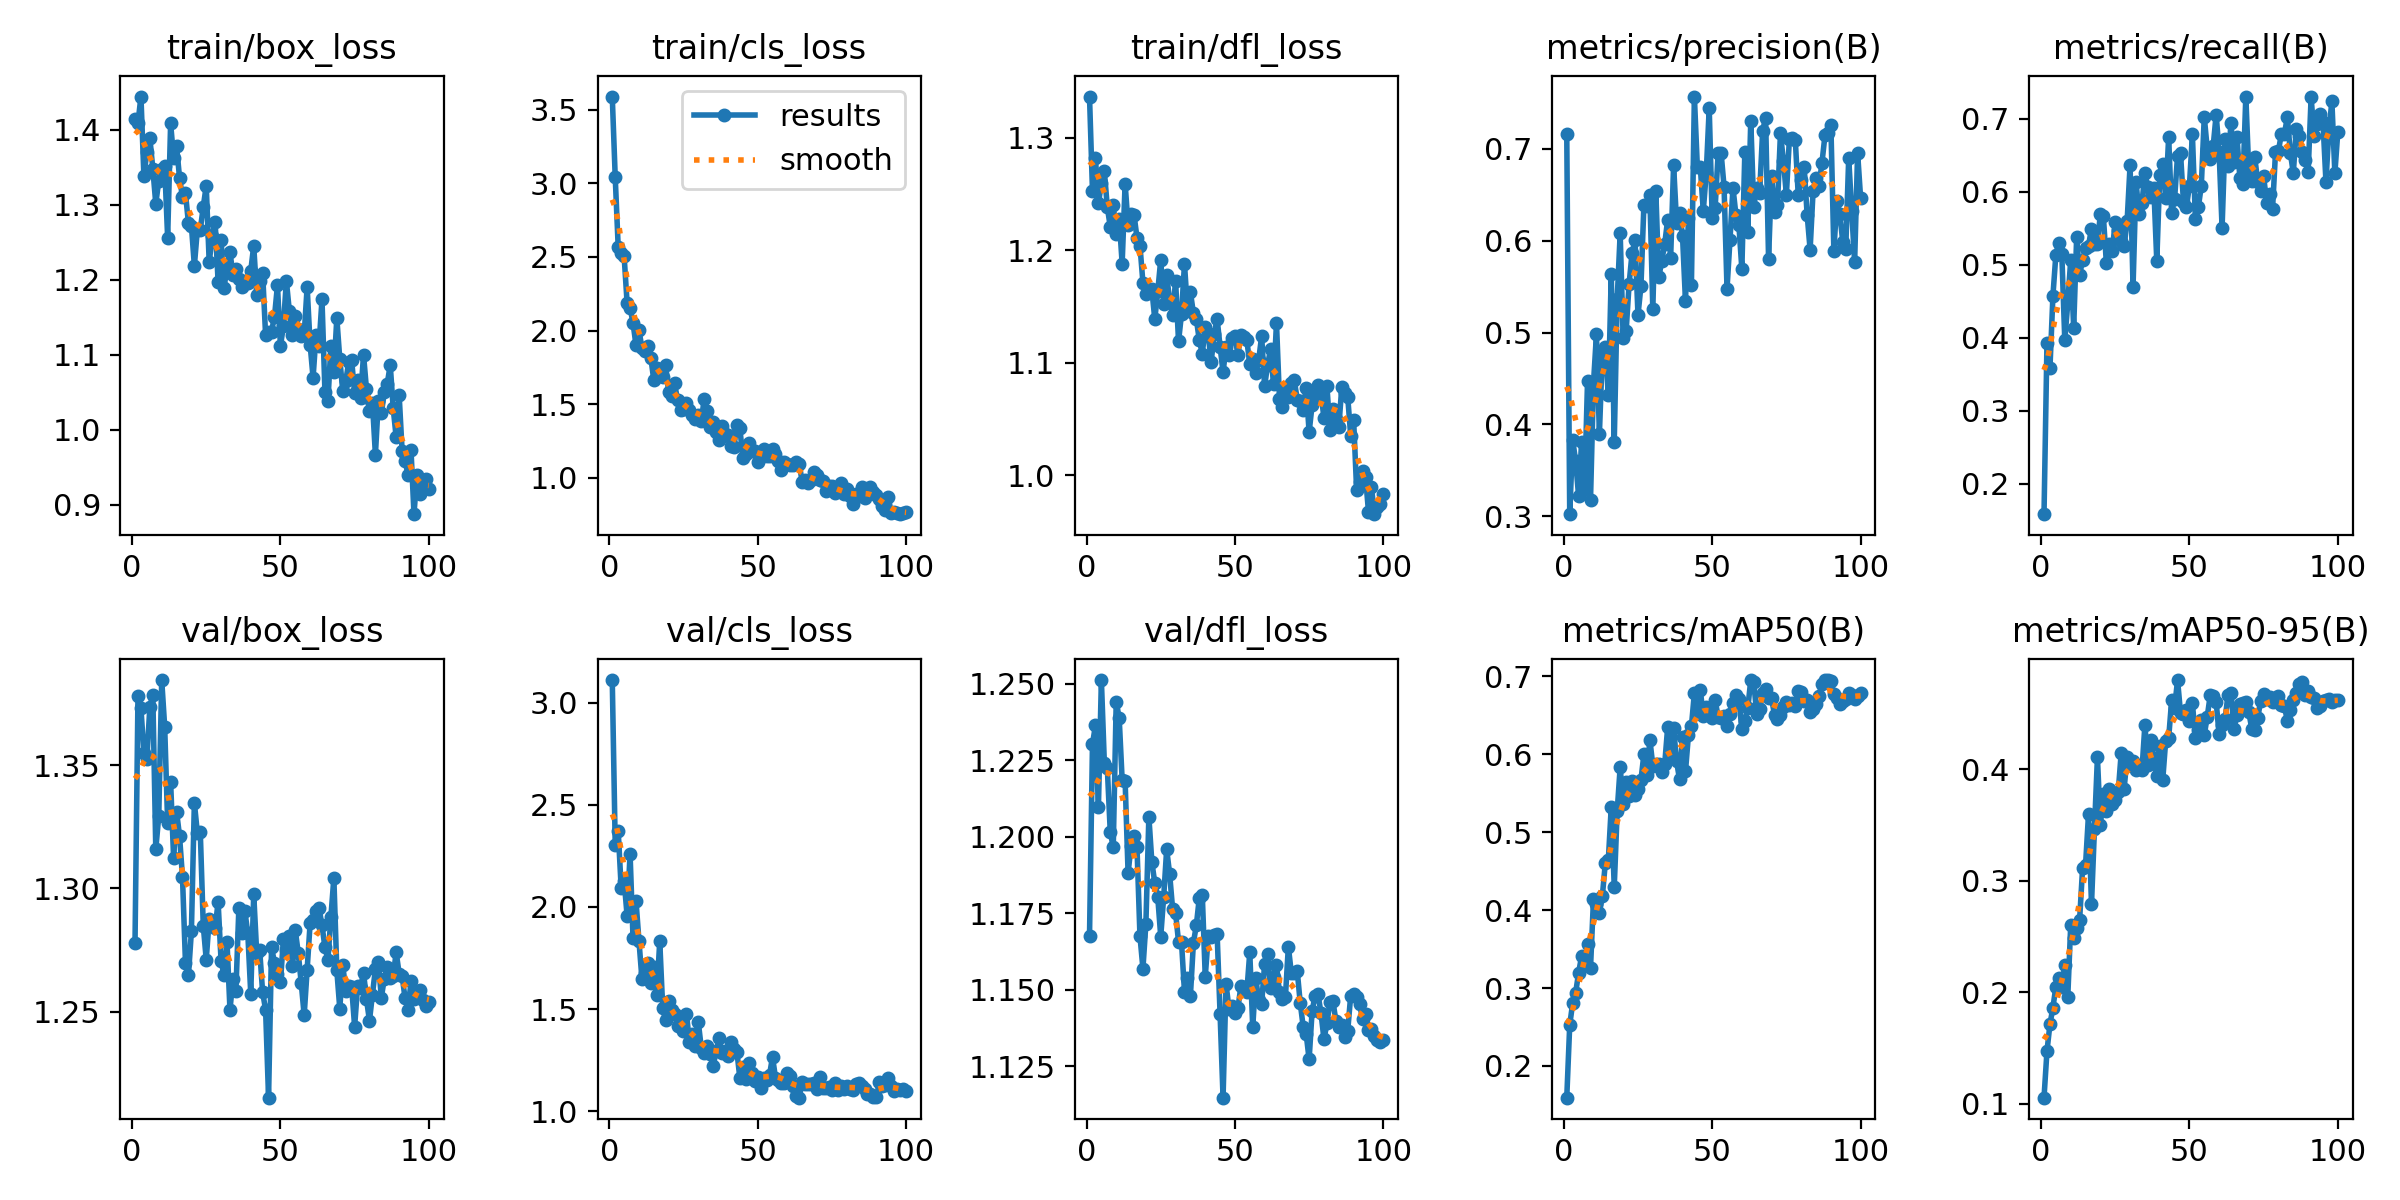 train/box_loss
1.4
1.3
1.2
1.1
1.0
0.9
0 50 100
train/cls_loss
results
smooth
3.5
3.0
2.5
2.0
1.5
1.0
0 50 100
train/dfl_loss
1.3
1.2
1.1
1.0
0 50 100
metrics/precision(B)
0.7
0.6
0.5
0.4
0.3
0 50 100
metrics/recall(B)
0.7
0.6
0.5
0.4
0.3
0.2
0 50 100
val/box_loss
1.35
1.30
1.25
0 50 100
val/cls_loss
3.0
2.5
2.0
1.5
1.0
0 50 100
val/dfl_loss
1.250
1.225
1.200
1.175
1.150
1.125
0 50 100
metrics/mAP50(B)
0.7
0.6
0.5
0.4
0.3
0.2
0 50 100
metrics/mAP50-95(B)
0.4
0.3
0.2
0.1
0 50 100